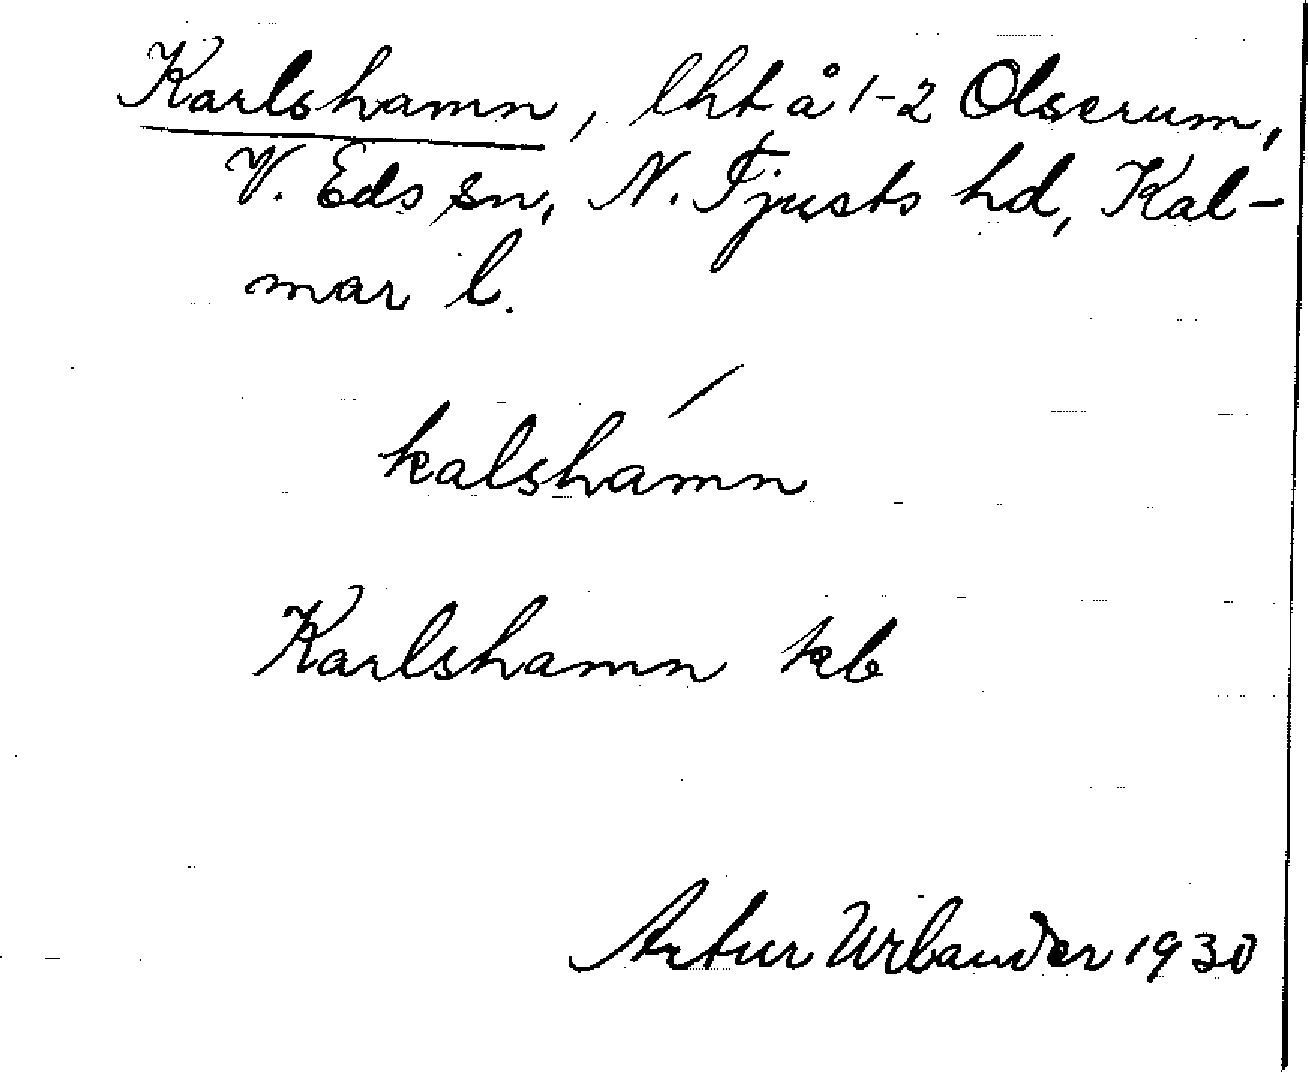 Karlshamn, lht å 1-2 Olserum,
V. Eds sn, N. Tjusts hd, Kal-
mar l.
kalshámn
Karlshamn kb
Artur Urbander 1930